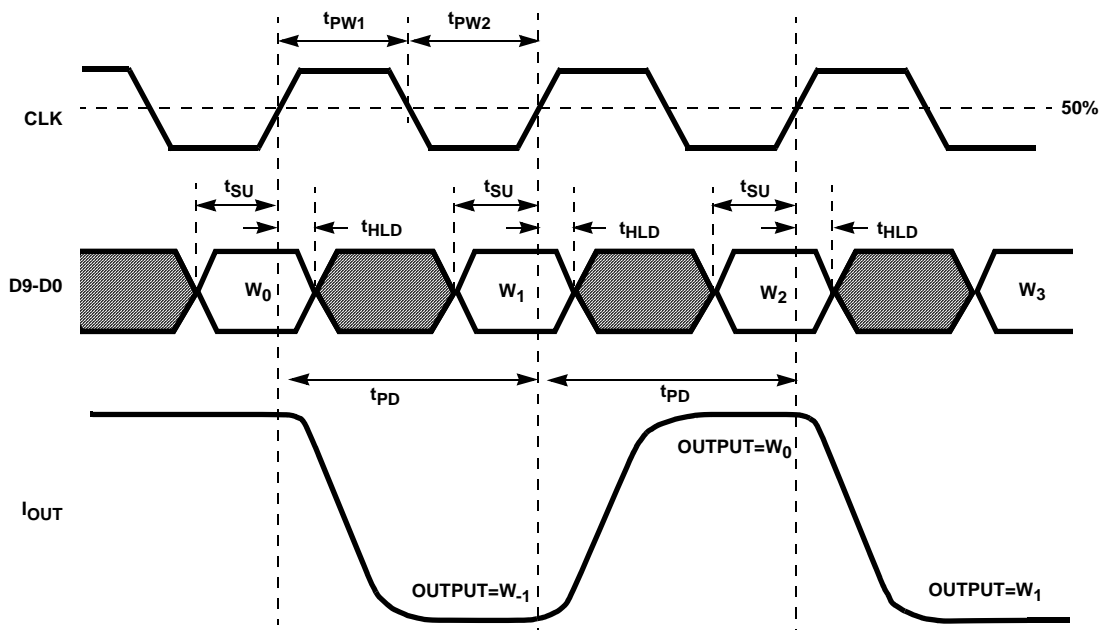 tPW1 tPW2
CLK
50%
tSU tSU tSU
tHLD tHLD tHLD
D9-D0
W0 W1 W2 W3
tPD tPD
OUTPUT=W0
IOUT
OUTPUT=W-1 OUTPUT=W1